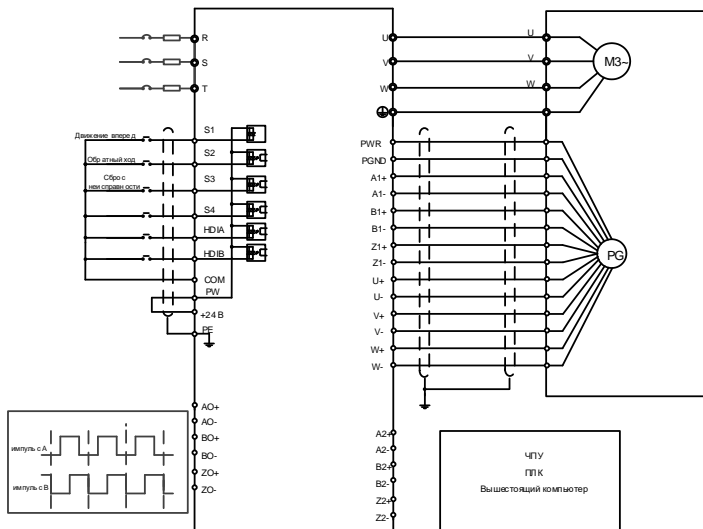 R
S
T
U
V
W
U
V
W
M3~
Движение вперед
Обратный ход
Сброс
неисправности
S1
S2
S3
S4
HDIA
HDIB
COM
PW
+24 В
PE
PWR
PGND
A1+
A1-
B1+
B1-
Z1+
Z1-
U+
U-
V+
V-
W+
W-
PG
AO+
AO-
BO+
BO-
ZO+
ZO-
импульс A
импульс B
A2+
A2-
B2+
B2-
Z2+
Z2-
ЧПУ
ПЛК
Вышестоящий компьютер